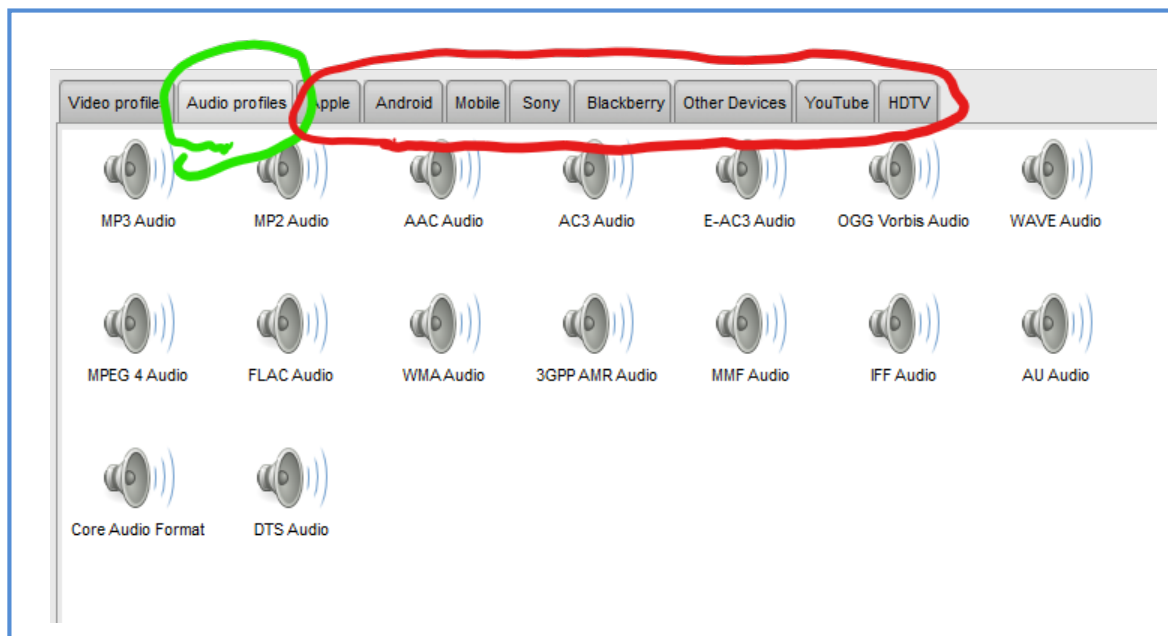 Video profiles Audio profiles Apple Android Mobile Sony Blackberry Other Devices YouTube HDTV
MP3 Audio MP2 Audio AAC Audio AC3 Audio E-AC3 Audio OGG Vorbis Audio WAVE Audio
MPEG 4 Audio FLAC Audio WMA Audio 3GPP AMR Audio MMF Audio IFF Audio AU Audio
Core Audio Format DTS Audio